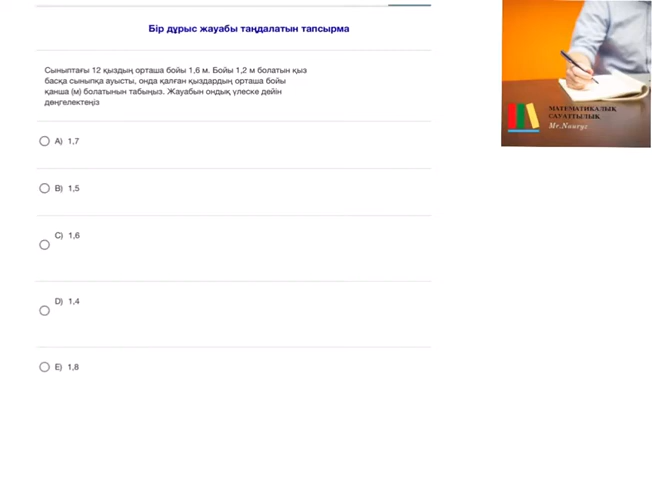 Бір дұрыс жауабы таңдалатын тапсырма
Сыныптағы 12 қыздың орташа бойы 1,6 м. Бойы 1,2 м болатын қыз
басқа сыныпқа ауысты, онда қалған қыздардың орташа бойы
қанша (м) болатынын табыңыз. Жауабын ондық үлеске дейін
дөңгелектеңіз
A) 1,7
B) 1,5
C) 1,6
D) 1,4
E) 1,8
МАТЕМАТИКАЛЫҚ
САУАТТЫЛЫҚ
Mr.Nauryz